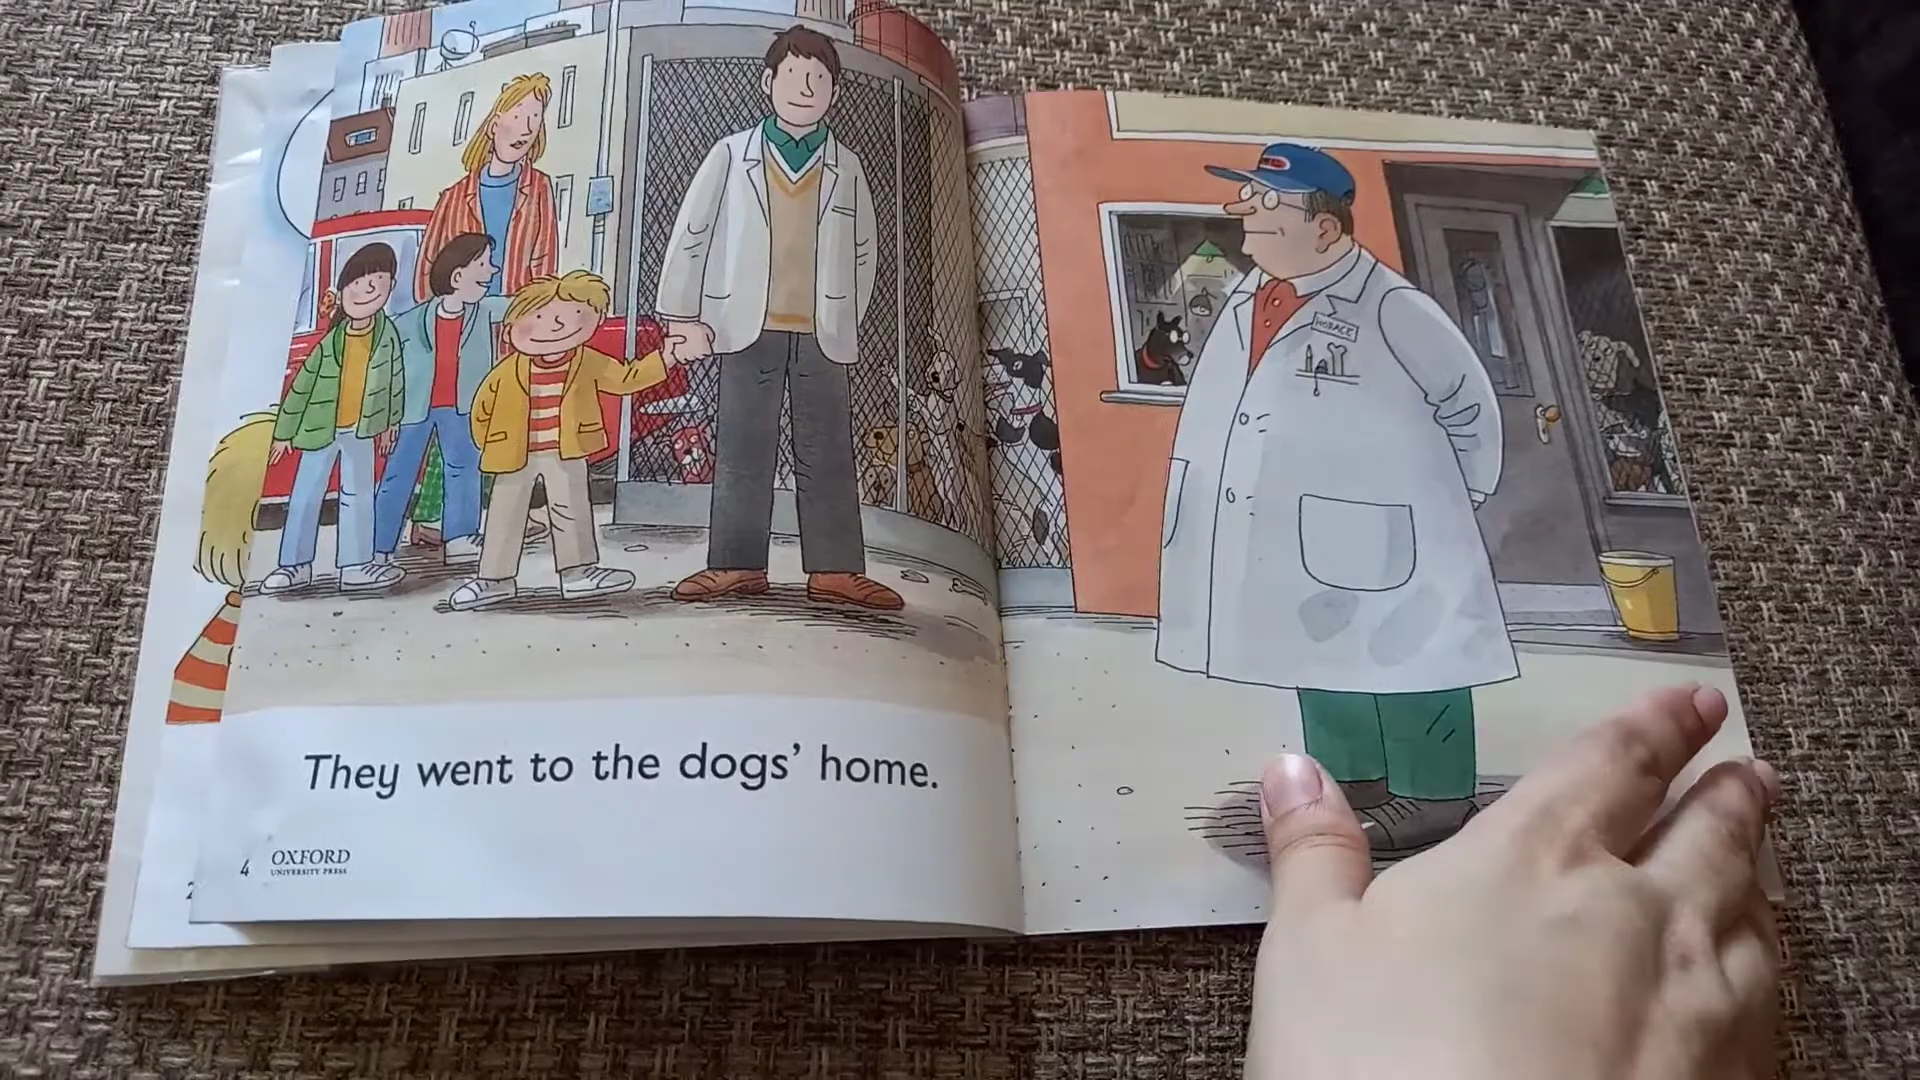 They went to the dogs' home.
4
OXFORD
UNIVERSITY PRESS
HORACE